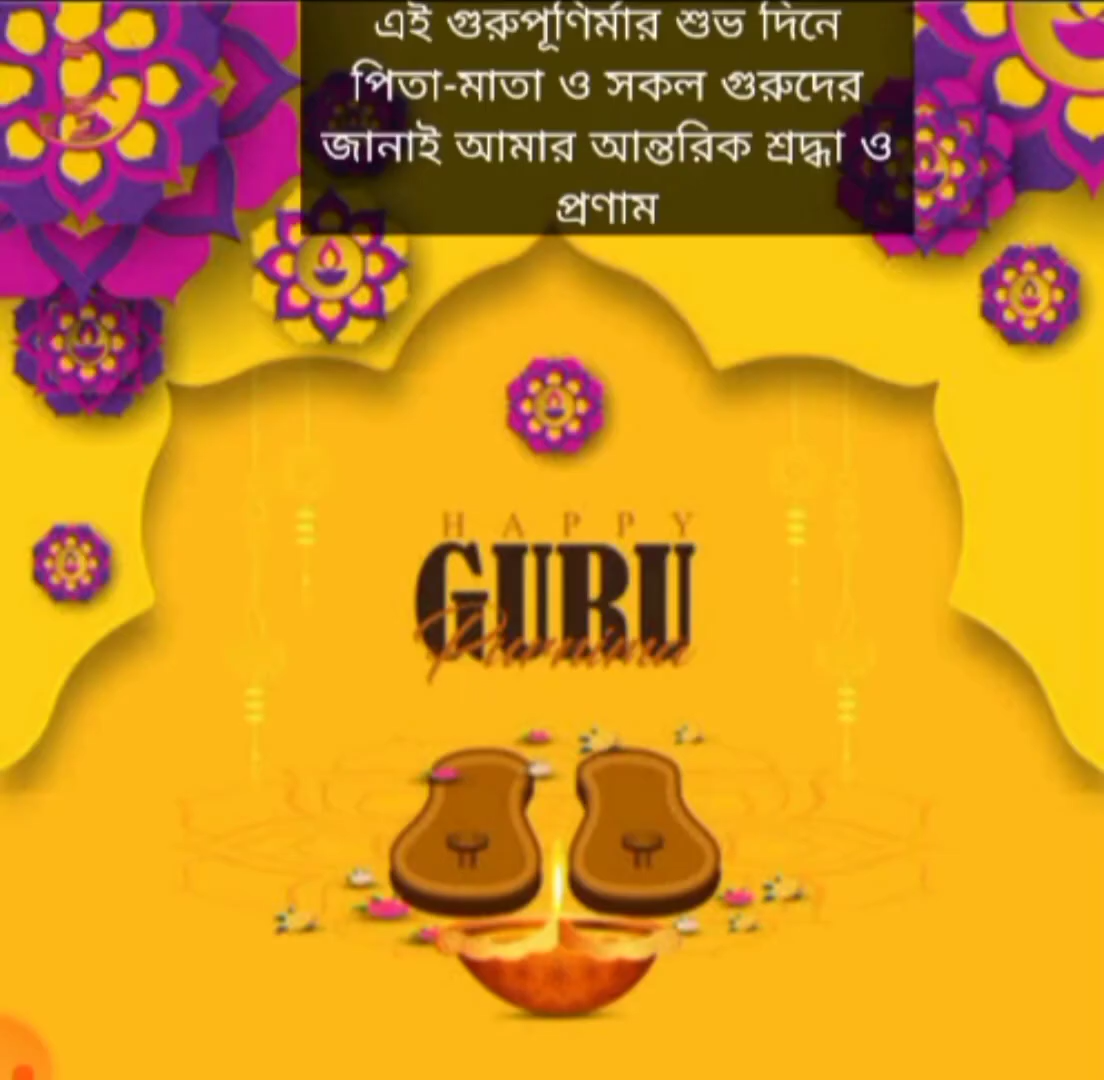 এই গুরুপূণির্মার শুভ দিনে
পিতা-মাতা ও সকল গুরুদের
জানাই আমার আন্তরিক শ্রদ্ধা ও
প্রণাম
HAPPY
GURU
Purnima